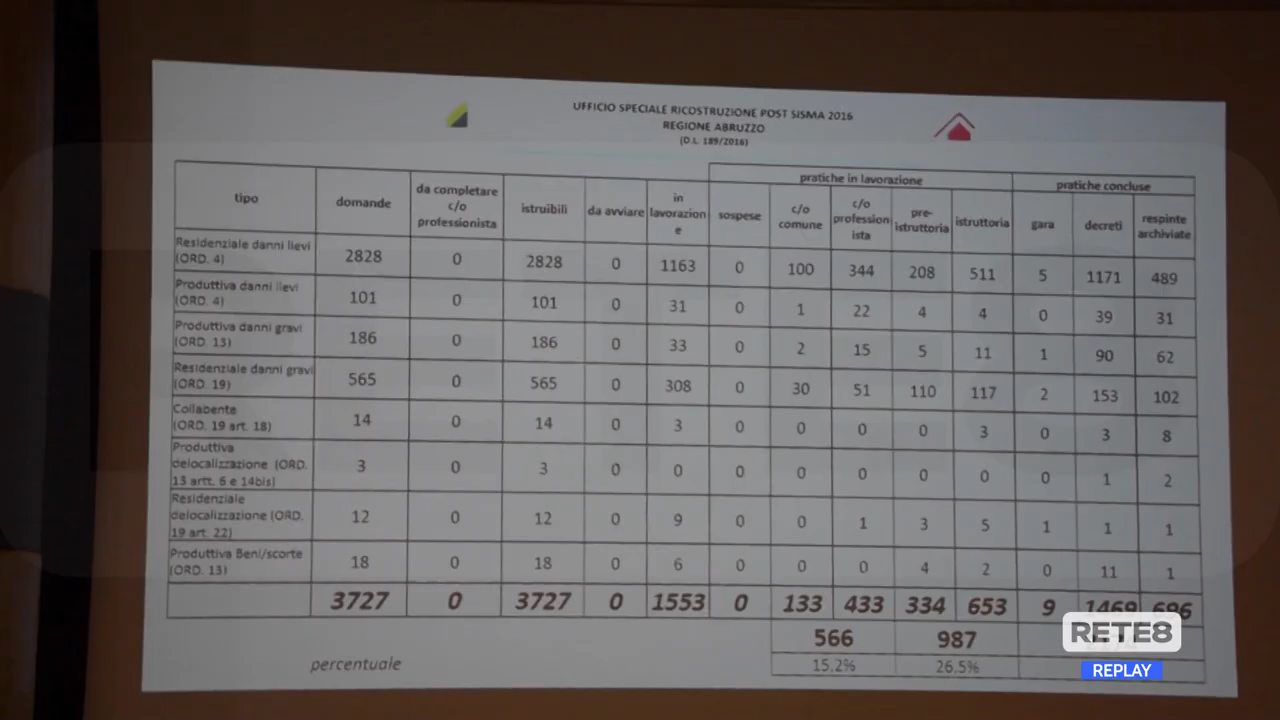 UFFICIO SPECIALE RICOSTRUZIONE POST SISMA 2016
REGIONE ABRUZZO
(D.L. 189/2016)
pratiche in lavorazione pratiche concluse
tipo domande da completare c/o professionista istruibili da avviare in lavorazion e sospese c/o comune c/o profession ista pre-istruttoria istruttoria gara decreti respinte archiviate
Residenziale danni lievi (ORD. 4) 2828 0 2828 0 1163 0 100 344 208 511 5 1171 489
Produttiva danni lievi (ORD. 4) 101 0 101 0 31 0 1 22 4 4 0 39 31
Produttiva danni gravi (ORD. 13) 186 0 186 0 33 0 2 15 5 11 1 90 62
Residenziale danni gravi (ORD. 19) 565 0 565 0 308 0 30 51 110 117 2 153 102
Collabente (ORD. 19 art. 18) 14 0 14 0 3 0 0 0 0 3 0 3 8
Produttiva delocalizzazione (ORD. 13 artt. 6 e 14bis) 3 0 3 0 0 0 0 0 0 0 0 1 2
Residenziale delocalizzazione (ORD. 19 art. 22) 12 0 12 0 9 0 0 1 3 5 1 1 1
Produttiva Beni/scorte (ORD. 13) 18 0 18 0 6 0 0 0 4 2 0 11 1
3727 0 3727 0 1553 0 133 433 334 653 9 1469 696
566 987
percentuale 15,2% 26.5%
RETE8
REPLAY